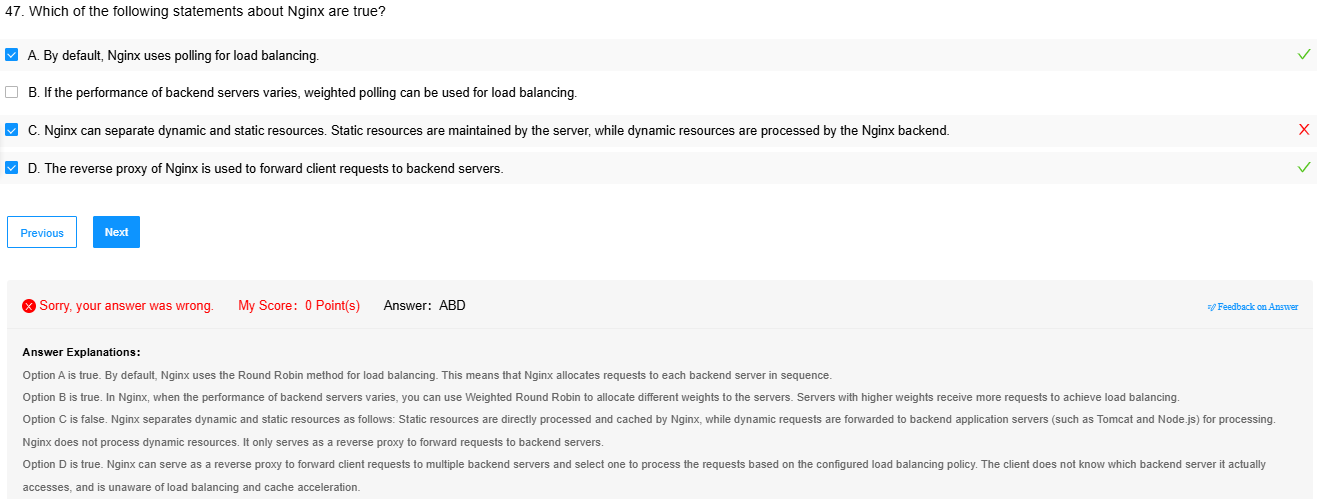 47. Which of the following statements about Nginx are true?
A. By default, Nginx uses polling for load balancing.
B. If the performance of backend servers varies, weighted polling can be used for load balancing.
C. Nginx can separate dynamic and static resources. Static resources are maintained by the server, while dynamic resources are processed by the Nginx backend.
D. The reverse proxy of Nginx is used to forward client requests to backend servers.
Previous Next
Sorry, your answer was wrong. My Score: 0 Point(s) Answer: ABD Feedback on Answer
Answer Explanations:
Option A is true. By default, Nginx uses the Round Robin method for load balancing. This means that Nginx allocates requests to each backend server in sequence.
Option B is true. In Nginx, when the performance of backend servers varies, you can use Weighted Round Robin to allocate different weights to the servers. Servers with higher weights receive more requests to achieve load balancing.
Option C is false. Nginx separates dynamic and static resources as follows: Static resources are directly processed and cached by Nginx, while dynamic requests are forwarded to backend application servers (such as Tomcat and Node.js) for processing.
Nginx does not process dynamic resources. It only serves as a reverse proxy to forward requests to backend servers.
Option D is true. Nginx can serve as a reverse proxy to forward client requests to multiple backend servers and select one to process the requests based on the configured load balancing policy. The client does not know which backend server it actually
accesses, and is unaware of load balancing and cache acceleration.